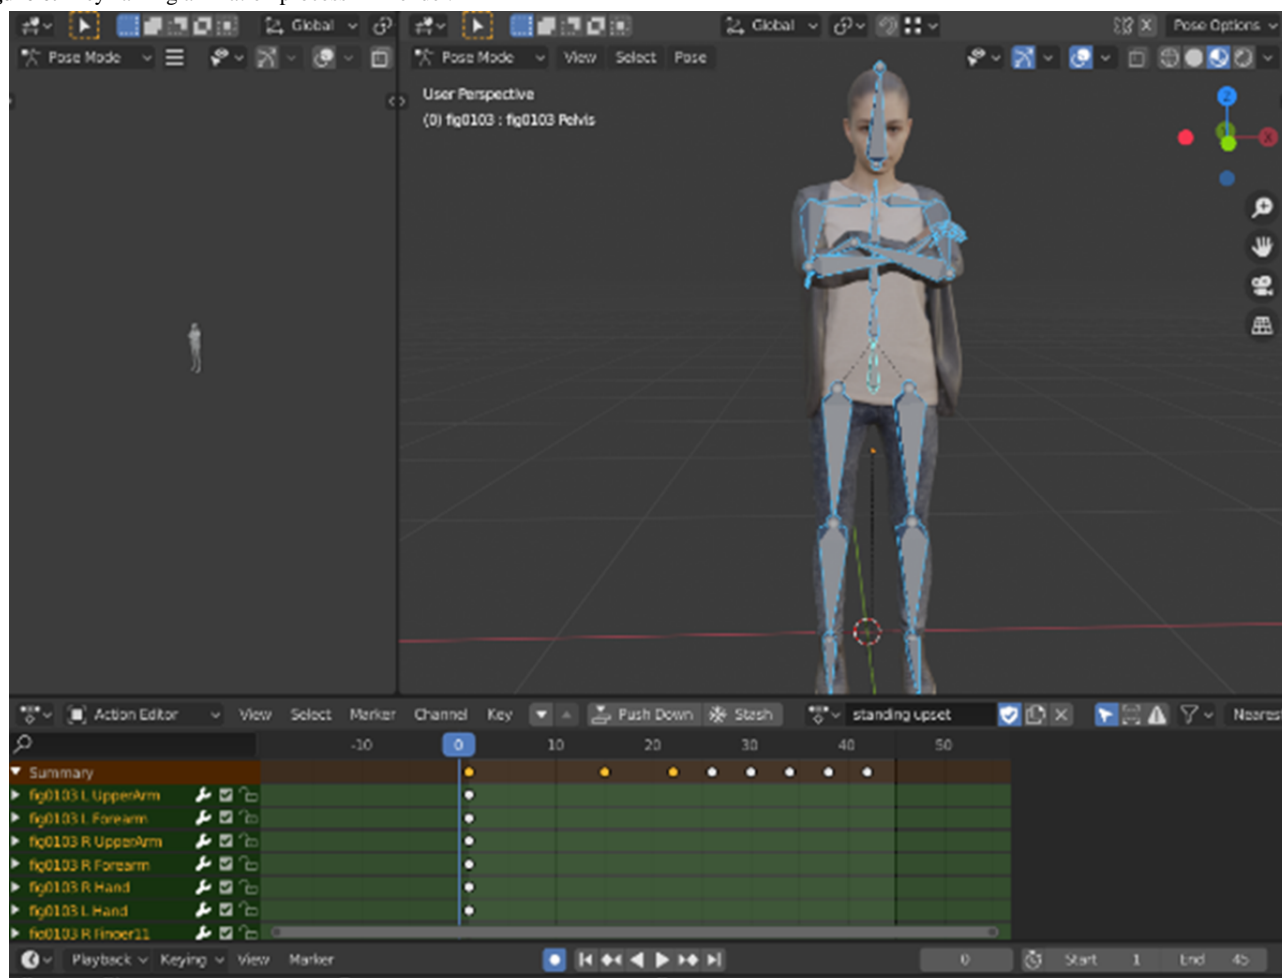 Global
Global
Pose Options
Pose Mode
Pose Mode View Select Pose
User Perspective
(0) fig0103 : fig0103 Pelvis
Z
X
Action Editor View Select Marker Channel Key Push Down Stash standing upset Neares
-10 0 10 20 30 40 50
Summary
fig0103 L UpperArm
fig0103 L Forearm
fig0103 R UpperArm
fig0103 R Forearm
fig0103 R Hand
fig0103 L Hand
fig0103 R Finger11
Playback Keying View Marker 0 Start 1 End 45